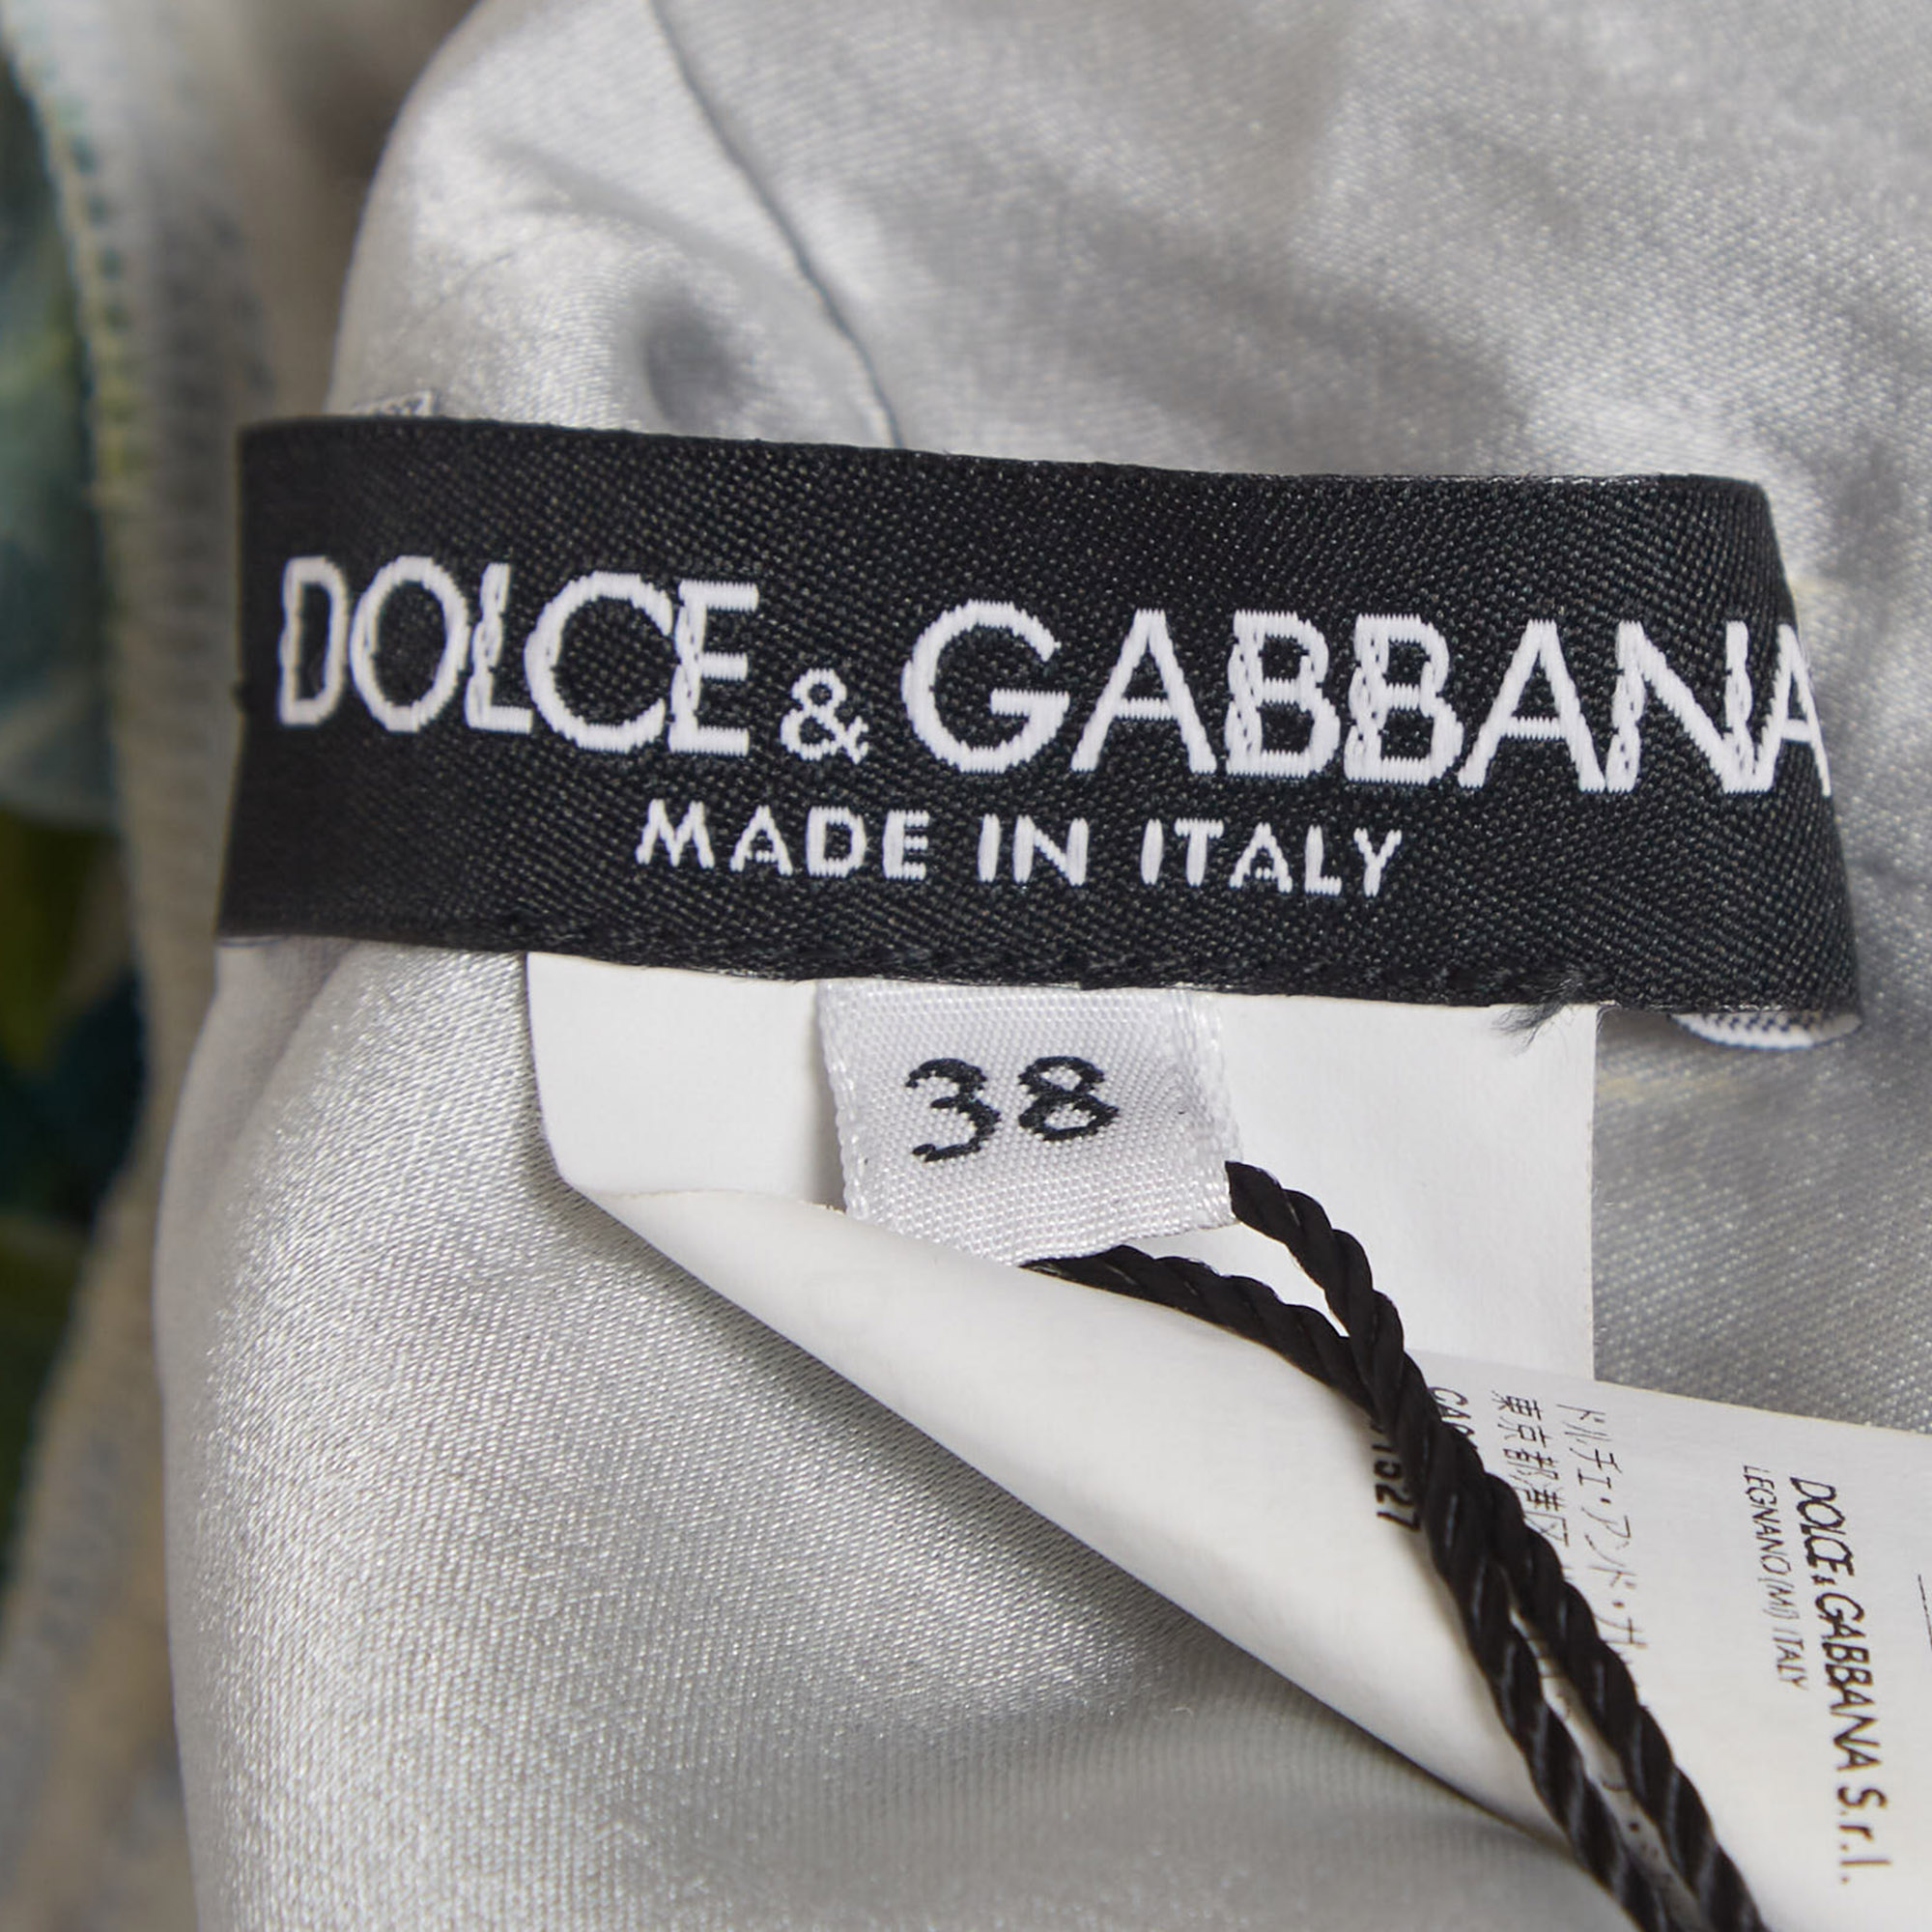 DOLCE & GABBANA
MADE IN ITALY
38
DOLCE & GABBANA S.r.l.
LEGNANO (MI) ITALY
ドルチェ・アンド・ガ
東京都港区